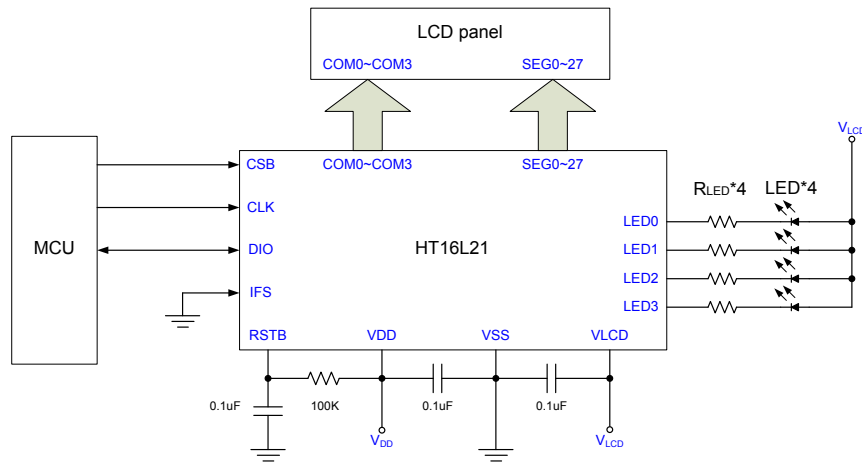 LCD panel
COM0~COM3 SEG0~27
VLCD
CSB COM0~COM3 SEG0~27
RLED*4 LED*4
CLK
LED0
MCU DIO HT16L21 LED1
LED2
IFS
LED3
RSTB VDD VSS VLCD
0.1uF 100K 0.1uF 0.1uF
VDD VLCD